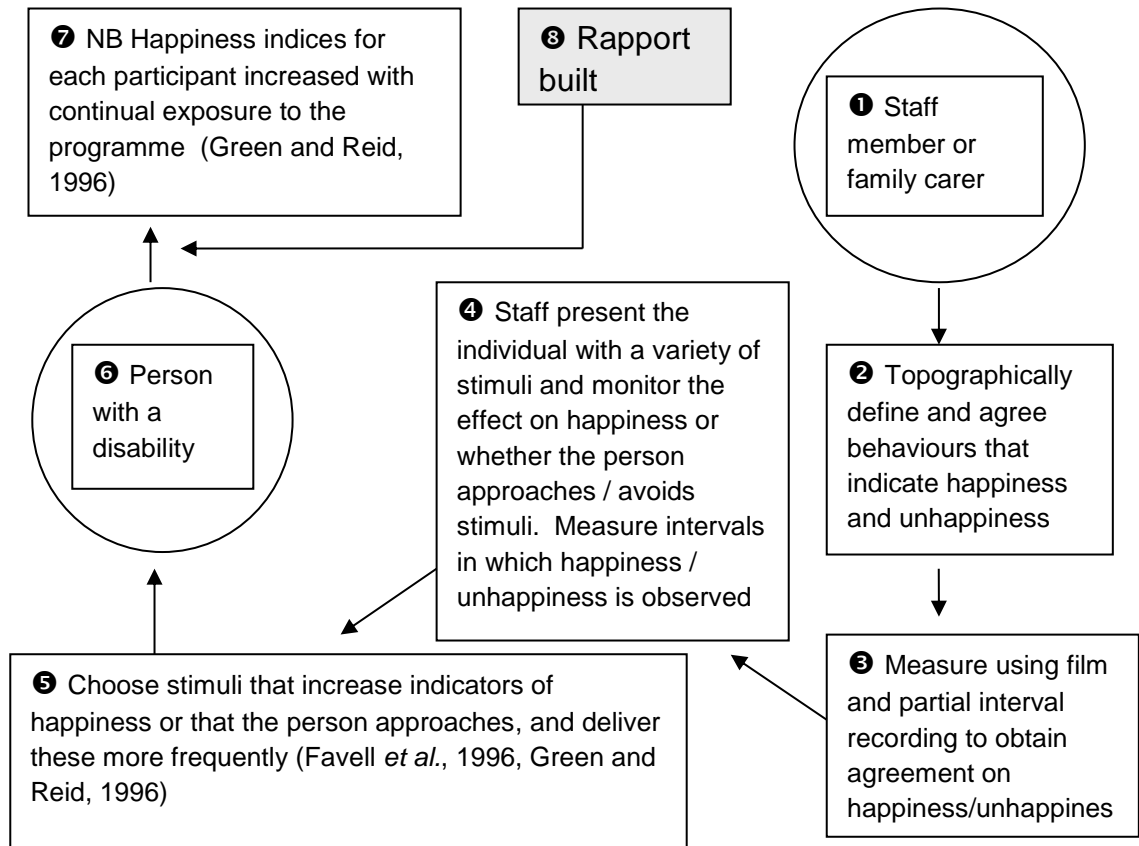 ❼ NB Happiness indices for
each participant increased with
continual exposure to the
programme (Green and Reid,
1996)
❽ Rapport
built
❶ Staff
member or
family carer
❹ Staff present the
individual with a variety of
stimuli and monitor the
effect on happiness or
whether the person
approaches / avoids
stimuli. Measure intervals
in which happiness /
unhappiness is observed
❻ Person
with a
disability
❷ Topographically
define and agree
behaviours that
indicate happiness
and unhappiness
❺ Choose stimuli that increase indicators of
happiness or that the person approaches, and deliver
these more frequently (Favell et al., 1996, Green and
Reid, 1996)
❸ Measure using film
and partial interval
recording to obtain
agreement on
happiness/unhappines